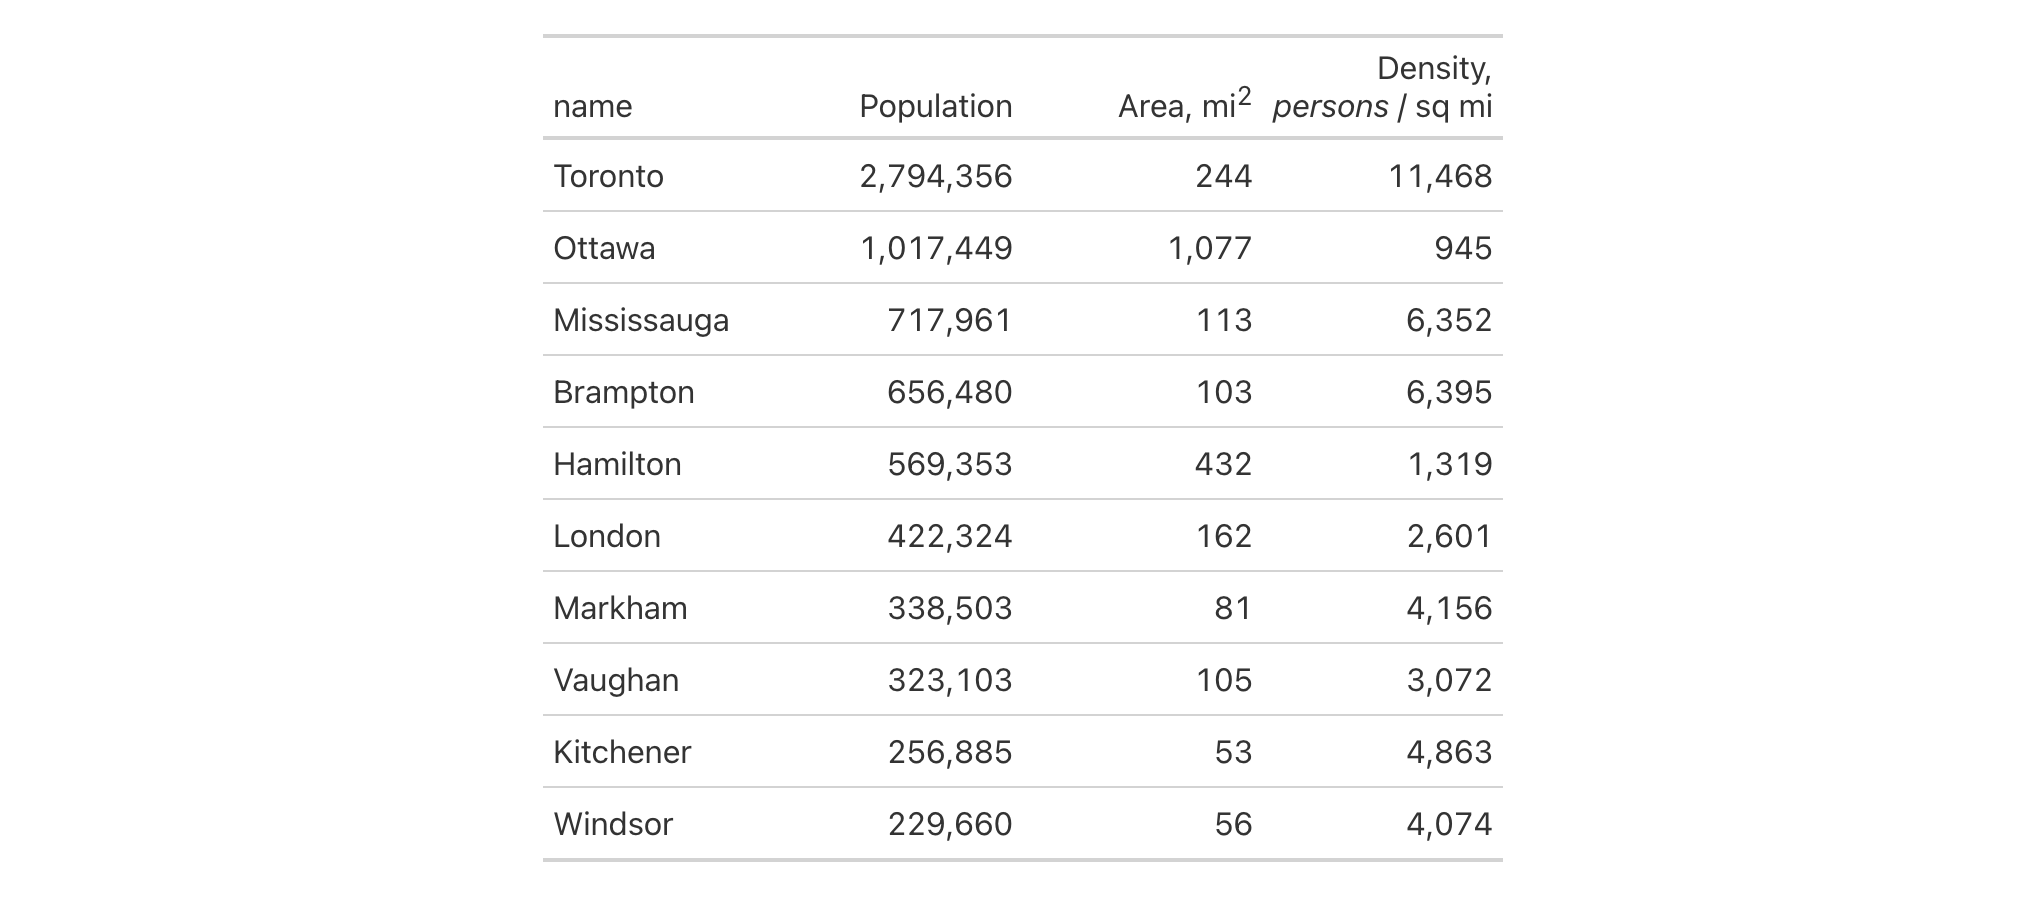 name Population Area, mi² Density, persons / sq mi
Toronto 2,794,356 244 11,468
Ottawa 1,017,449 1,077 945
Mississauga 717,961 113 6,352
Brampton 656,480 103 6,395
Hamilton 569,353 432 1,319
London 422,324 162 2,601
Markham 338,503 81 4,156
Vaughan 323,103 105 3,072
Kitchener 256,885 53 4,863
Windsor 229,660 56 4,074